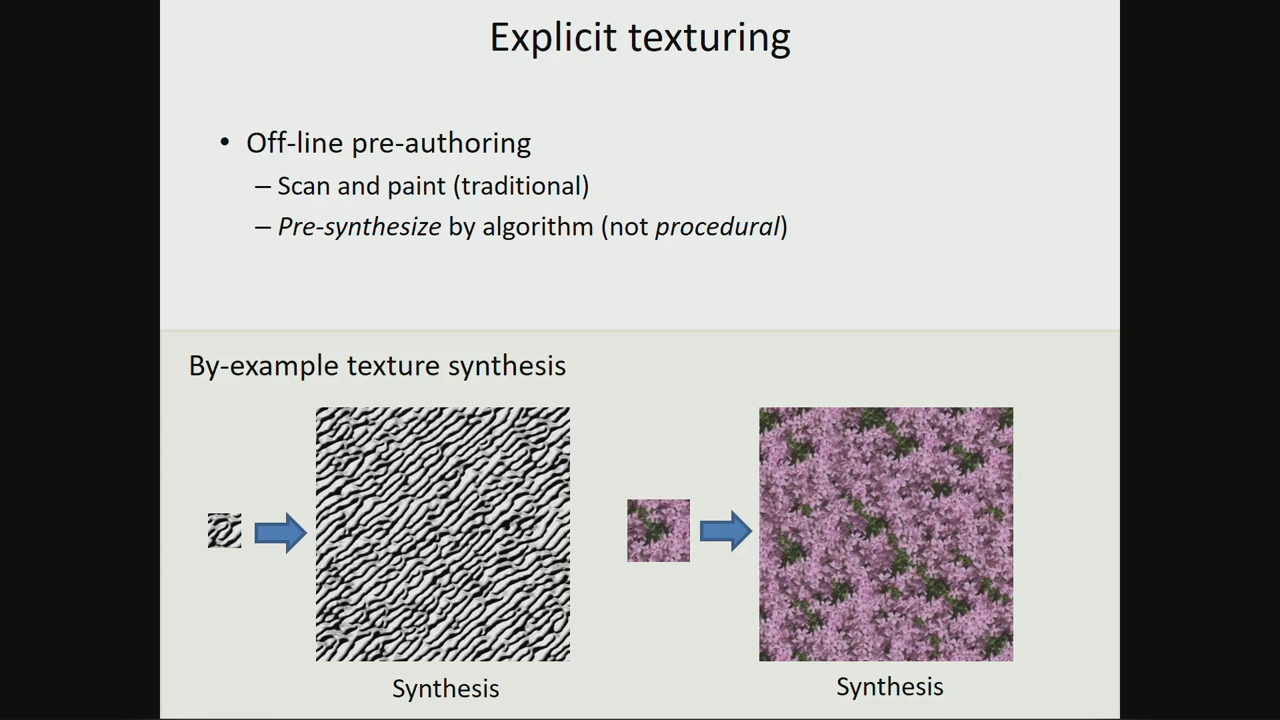 Explicit texturing
• Off-line pre-authoring
– Scan and paint (traditional)
– Pre-synthesize by algorithm (not procedural)
By-example texture synthesis
Synthesis
Synthesis